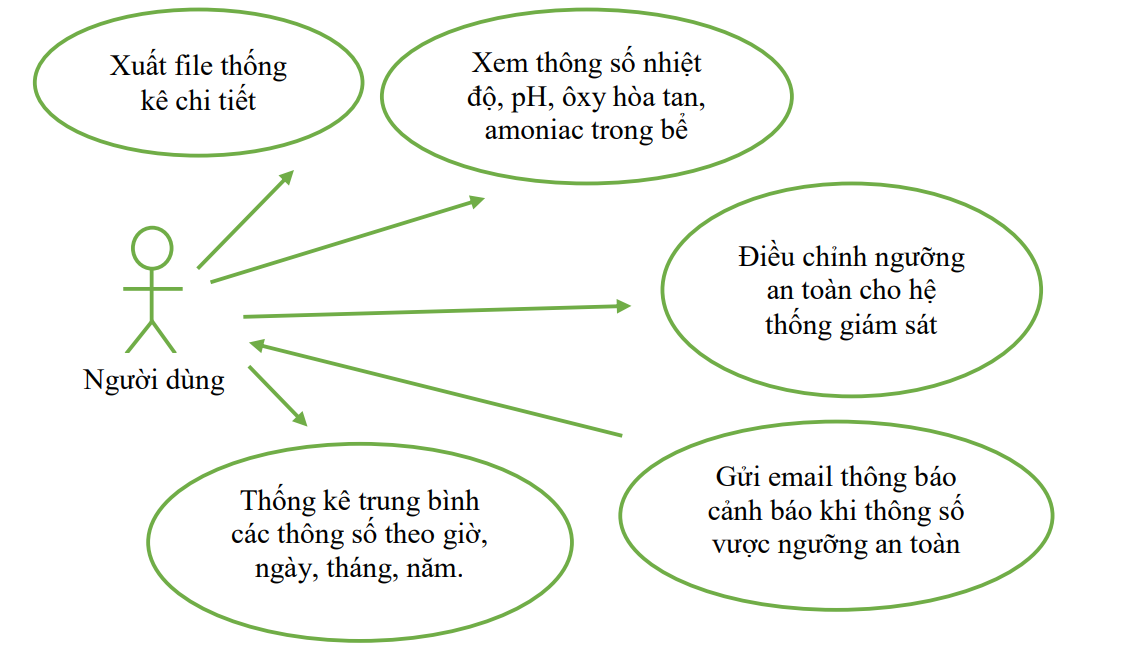 Xuất file thống
kê chi tiết
Xem thông số nhiệt
độ, pH, ôxy hòa tan,
amoniac trong bể
Điều chỉnh ngưỡng
an toàn cho hệ
thống giám sát
Người dùng
Thống kê trung bình
các thông số theo giờ,
ngày, tháng, năm.
Gửi email thông báo
cảnh báo khi thông số
vược ngưỡng an toàn